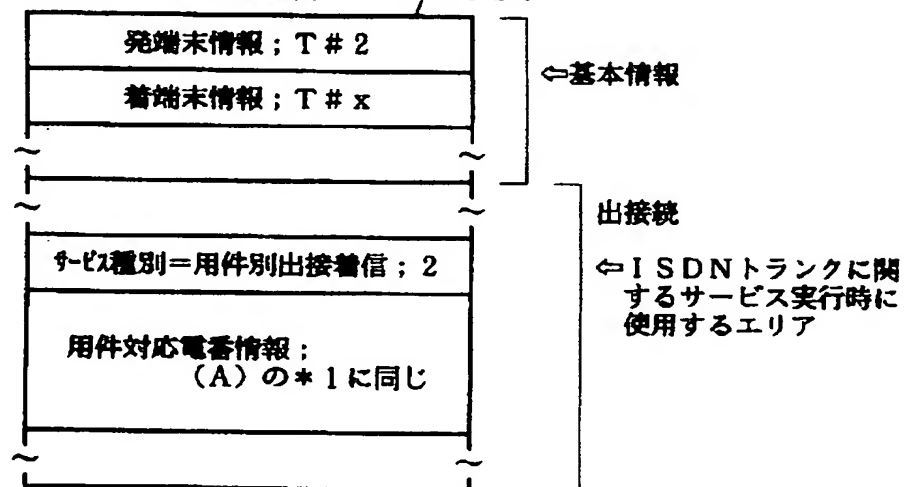 発端末情報；T＃2
着端末情報；T＃x
⇦基本情報
出接続
サービス種別＝用件別出接着信；2
⇦ISDNトランクに関
するサービス実行時に
使用するエリア
用件対応電番情報；
（A）の＊1に同じ